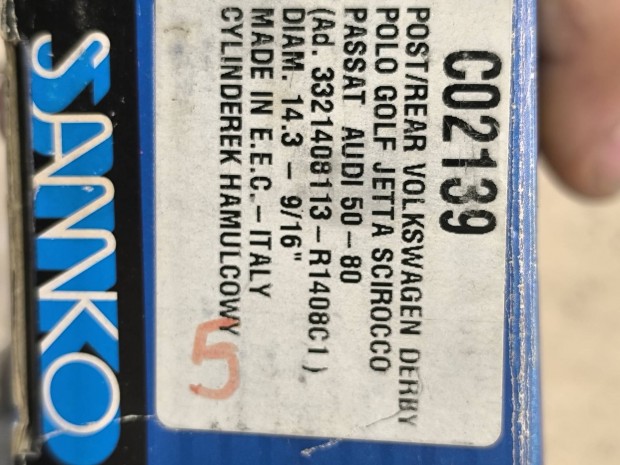 SANKO
C02139
POST/REAR VOLKSWAGEN DERBY
POLO GOLF JETTA SCIROCCO
PASSAT AUDI 50-80
(Ad. 3321408113-R1408C1)
DIAM. 14.3 - 9/16"
MADE IN E.E.C.-ITALY
CYLINDEREK HAMULCOWY
5